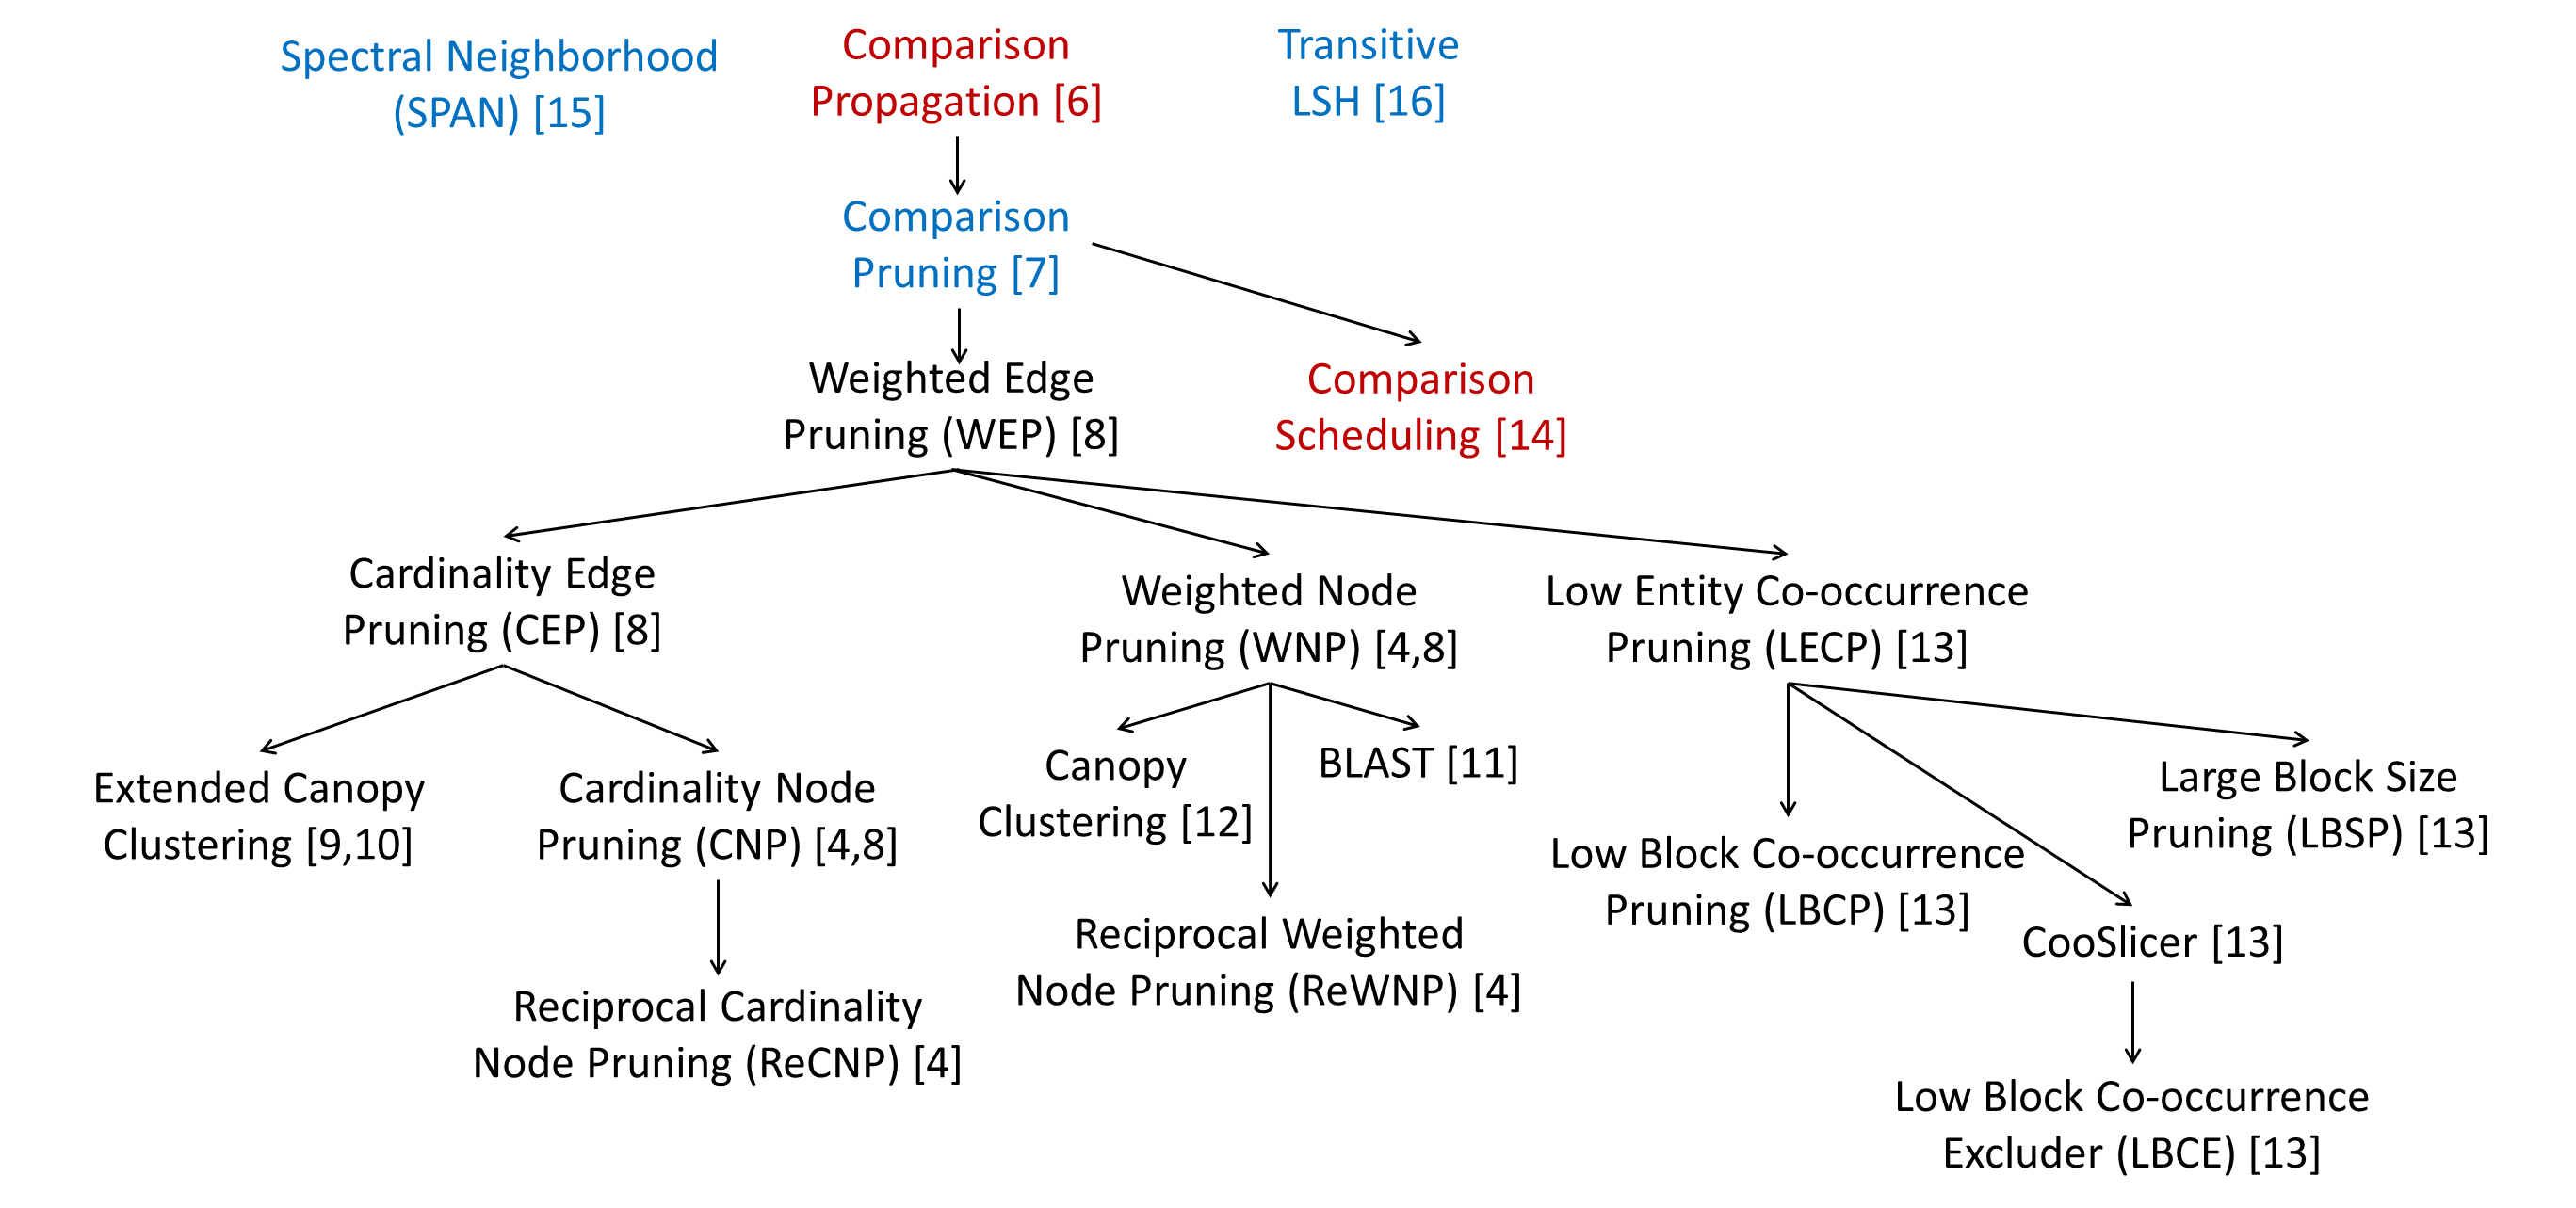 Spectral Neighborhood
(SPAN) [15]
Comparison
Propagation [6]
Transitive
LSH [16]
Comparison
Pruning [7]
Weighted Edge
Pruning (WEP) [8]
Comparison
Scheduling [14]
Cardinality Edge
Pruning (CEP) [8]
Weighted Node
Pruning (WNP) [4,8]
Low Entity Co-occurrence
Pruning (LECP) [13]
Extended Canopy
Clustering [9,10]
Cardinality Node
Pruning (CNP) [4,8]
Canopy
Clustering [12]
BLAST [11]
Large Block Size
Pruning (LBSP) [13]
Low Block Co-occurrence
Pruning (LBCP) [13]
CooSlicer [13]
Reciprocal Weighted
Node Pruning (ReWNP) [4]
Reciprocal Cardinality
Node Pruning (ReCNP) [4]
Low Block Co-occurrence
Excluder (LBCE) [13]